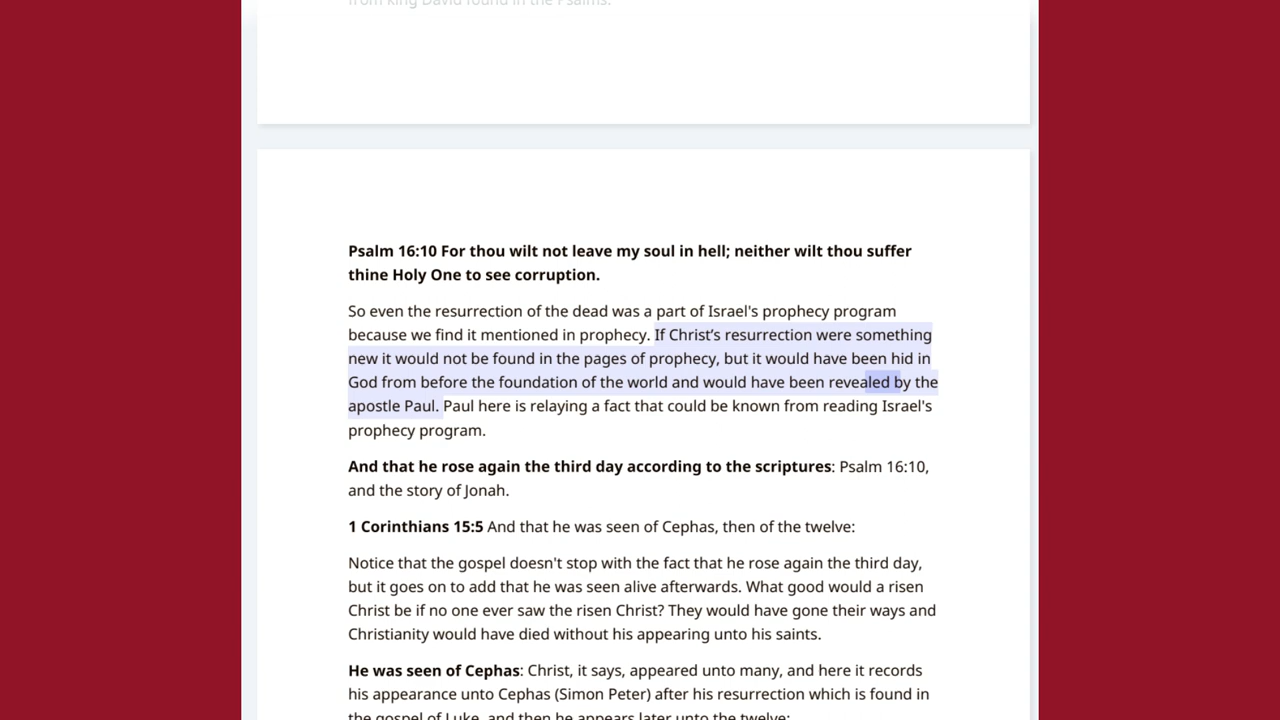 from king David found in the Psalms.
Psalm 16:10 For thou wilt not leave my soul in hell; neither wilt thou suffer
thine Holy One to see corruption.
So even the resurrection of the dead was a part of Israel's prophecy program
because we find it mentioned in prophecy. If Christ’s resurrection were something
new it would not be found in the pages of prophecy, but it would have been hid in
God from before the foundation of the world and would have been revealed by the
apostle Paul. Paul here is relaying a fact that could be known from reading Israel's
prophecy program.
And that he rose again the third day according to the scriptures: Psalm 16:10,
and the story of Jonah.
1 Corinthians 15:5 And that he was seen of Cephas, then of the twelve:
Notice that the gospel doesn't stop with the fact that he rose again the third day,
but it goes on to add that he was seen alive afterwards. What good would a risen
Christ be if no one ever saw the risen Christ? They would have gone their ways and
Christianity would have died without his appearing unto his saints.
He was seen of Cephas: Christ, it says, appeared unto many, and here it records
his appearance unto Cephas (Simon Peter) after his resurrection which is found in
the gospel of Luke, and then he appears later unto the twelve: